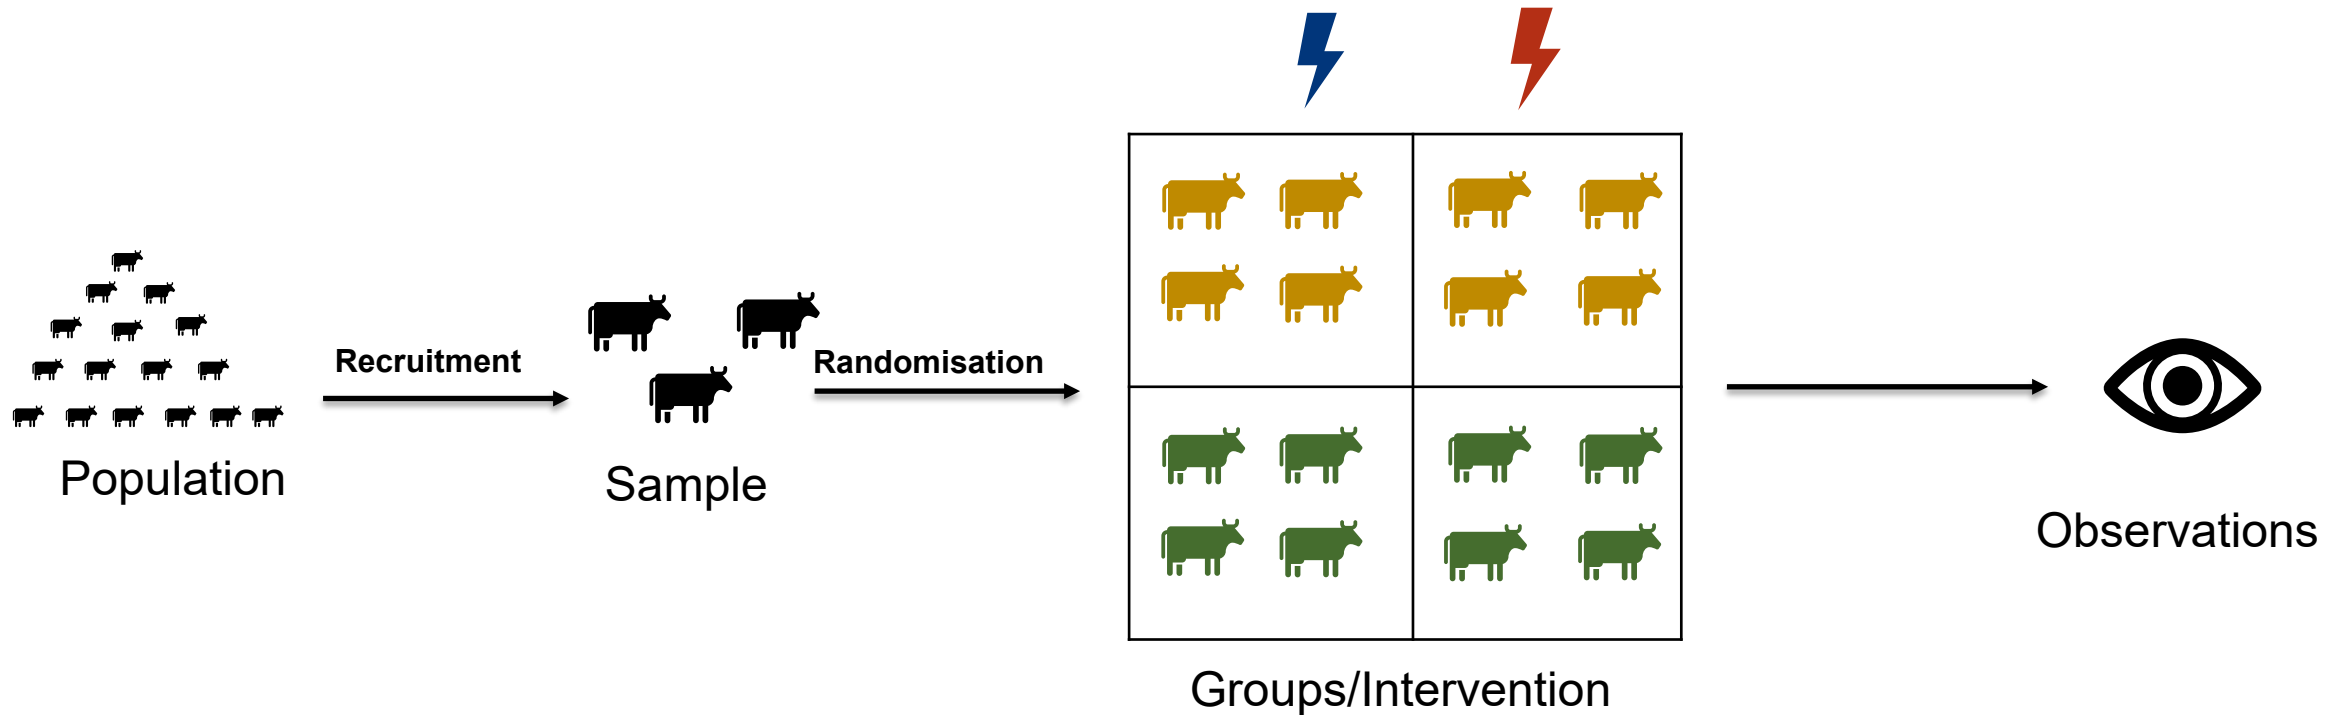 Population
Recruitment
Sample
Randomisation
Groups/Intervention
Observations